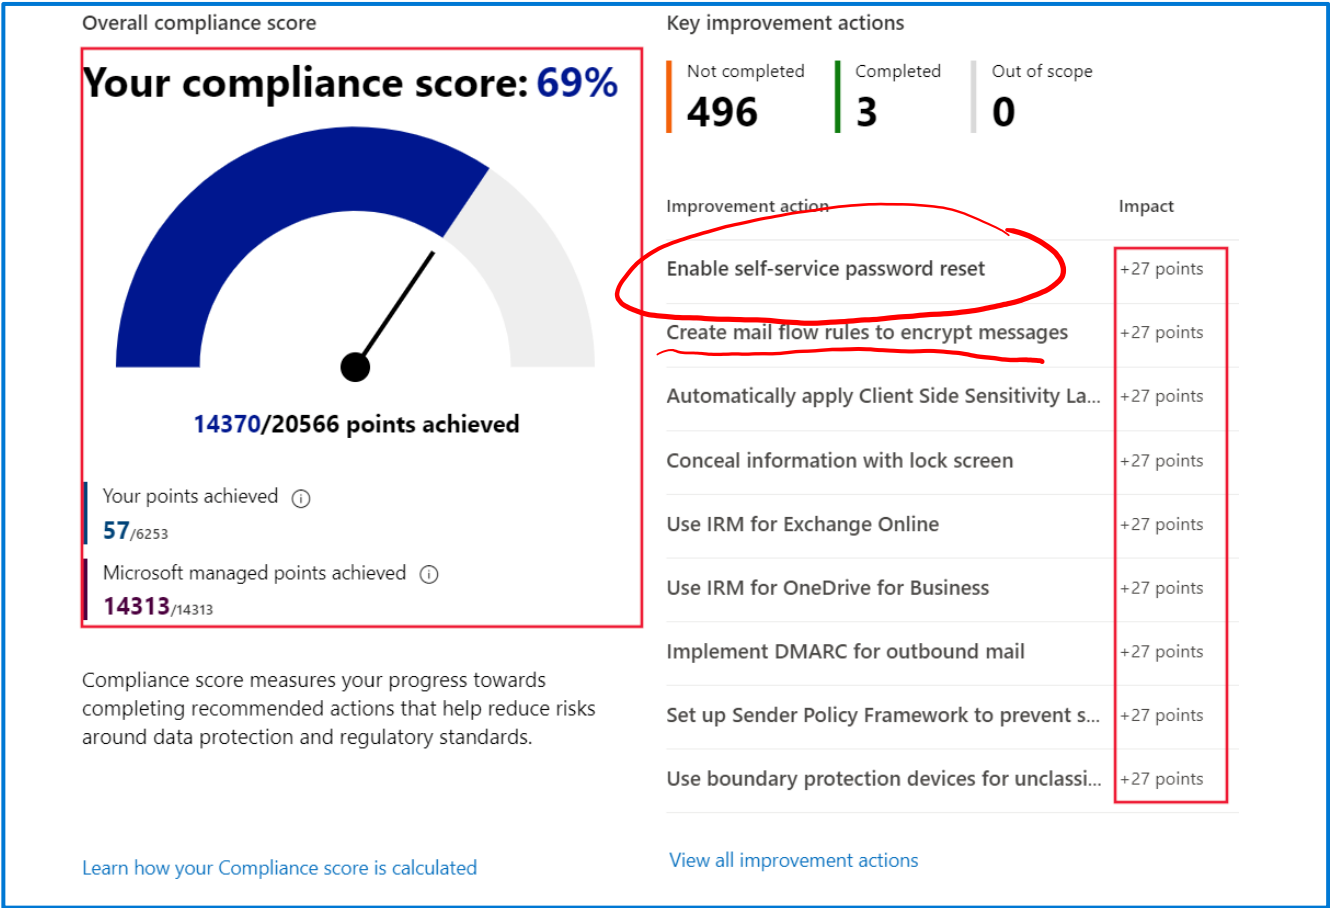 Overall compliance score
Your compliance score: 69%
14370/20566 points achieved
Your points achieved
57/6253
Microsoft managed points achieved
14313/14313
Compliance score measures your progress towards
completing recommended actions that help reduce risks
around data protection and regulatory standards.
Learn how your Compliance score is calculated
Key improvement actions
Not completed
496
Completed
3
Out of scope
0
Improvement action Impact
Enable self-service password reset +27 points
Create mail flow rules to encrypt messages +27 points
Automatically apply Client Side Sensitivity La... +27 points
Conceal information with lock screen +27 points
Use IRM for Exchange Online +27 points
Use IRM for OneDrive for Business +27 points
Implement DMARC for outbound mail +27 points
Set up Sender Policy Framework to prevent s... +27 points
Use boundary protection devices for unclassi... +27 points
View all improvement actions